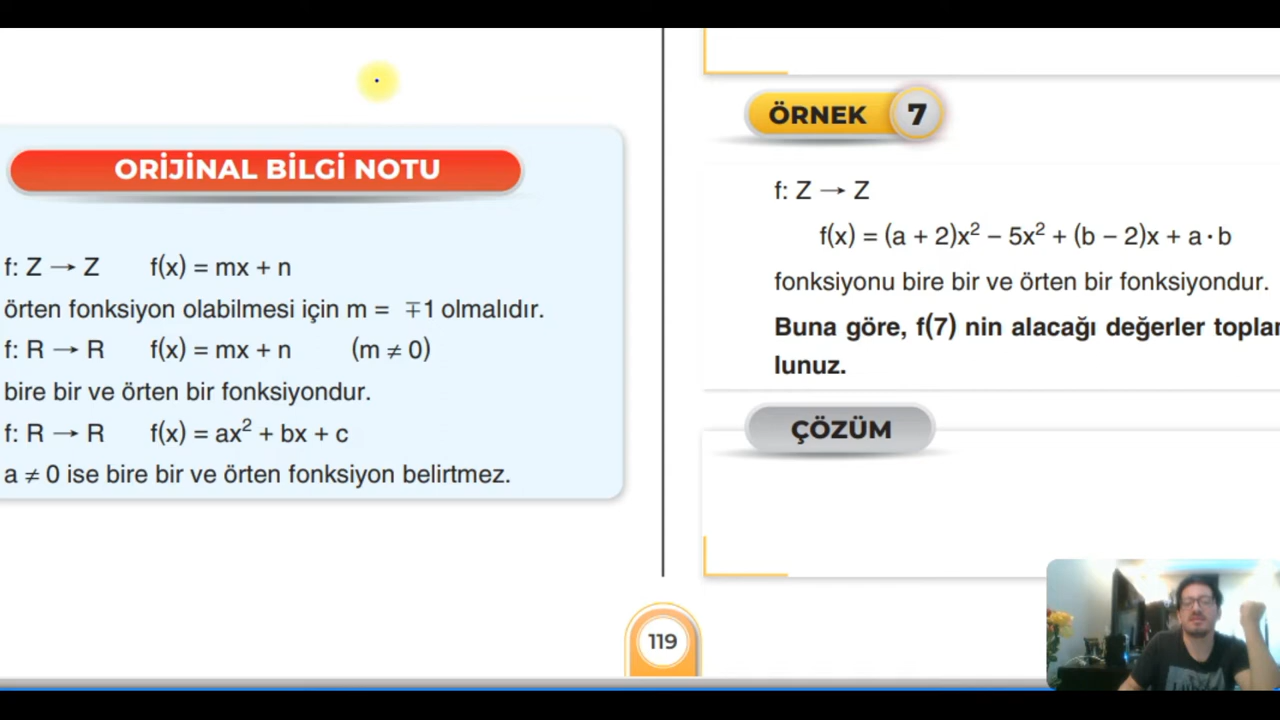 ORİJİNAL BİLGİ NOTU
f: Z → Z f(x) = mx + n
örten fonksiyon olabilmesi için m = ∓1 olmalıdır.
f: R → R f(x) = mx + n (m ≠ 0)
bire bir ve örten bir fonksiyondur.
f: R → R f(x) = ax² + bx + c
a ≠ 0 ise bire bir ve örten fonksiyon belirtmez.
119
ÖRNEK 7
f: Z → Z
f(x) = (a + 2)x² – 5x² + (b – 2)x + a · b
fonksiyonu bire bir ve örten bir fonksiyondur.
Buna göre, f(7) nin alacağı değerler toplar
lunuz.
ÇÖZÜM